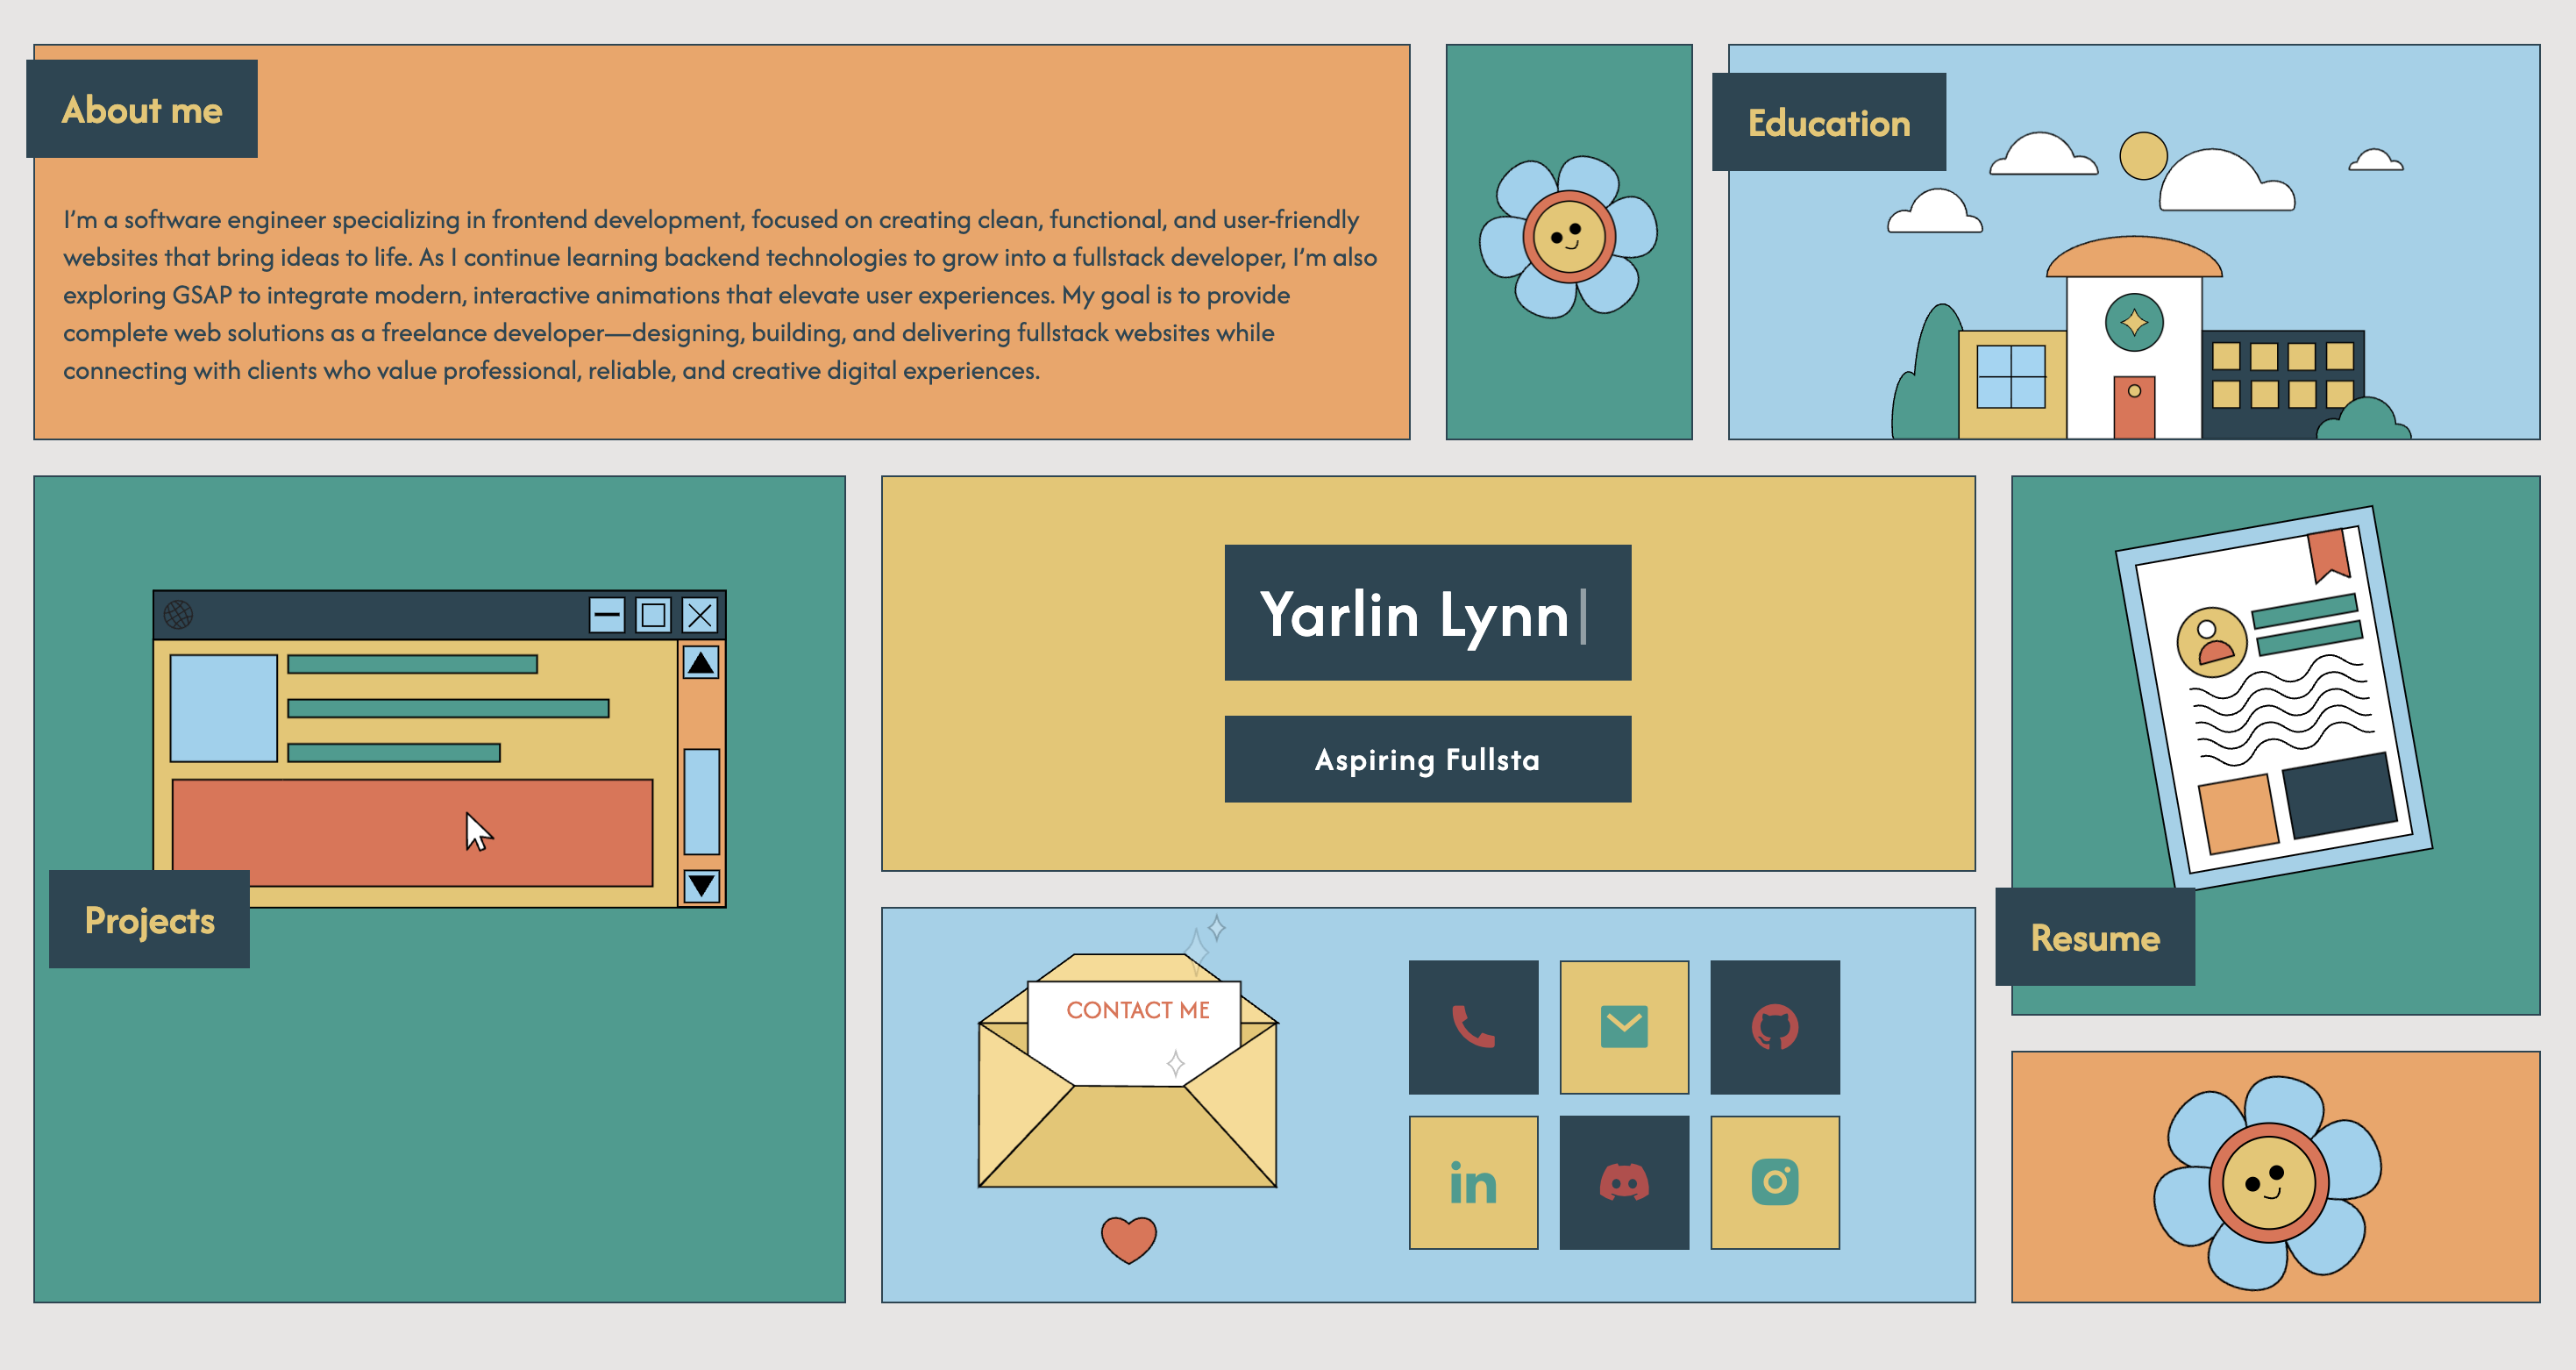 About me
I’m a software engineer specializing in frontend development, focused on creating clean, functional, and user-friendly
websites that bring ideas to life. As I continue learning backend technologies to grow into a fullstack developer, I’m also
exploring GSAP to integrate modern, interactive animations that elevate user experiences. My goal is to provide
complete web solutions as a freelance developer—designing, building, and delivering fullstack websites while
connecting with clients who value professional, reliable, and creative digital experiences.
Education
Projects
Yarlin Lynn
Aspiring Fullsta
CONTACT ME
in
Resume